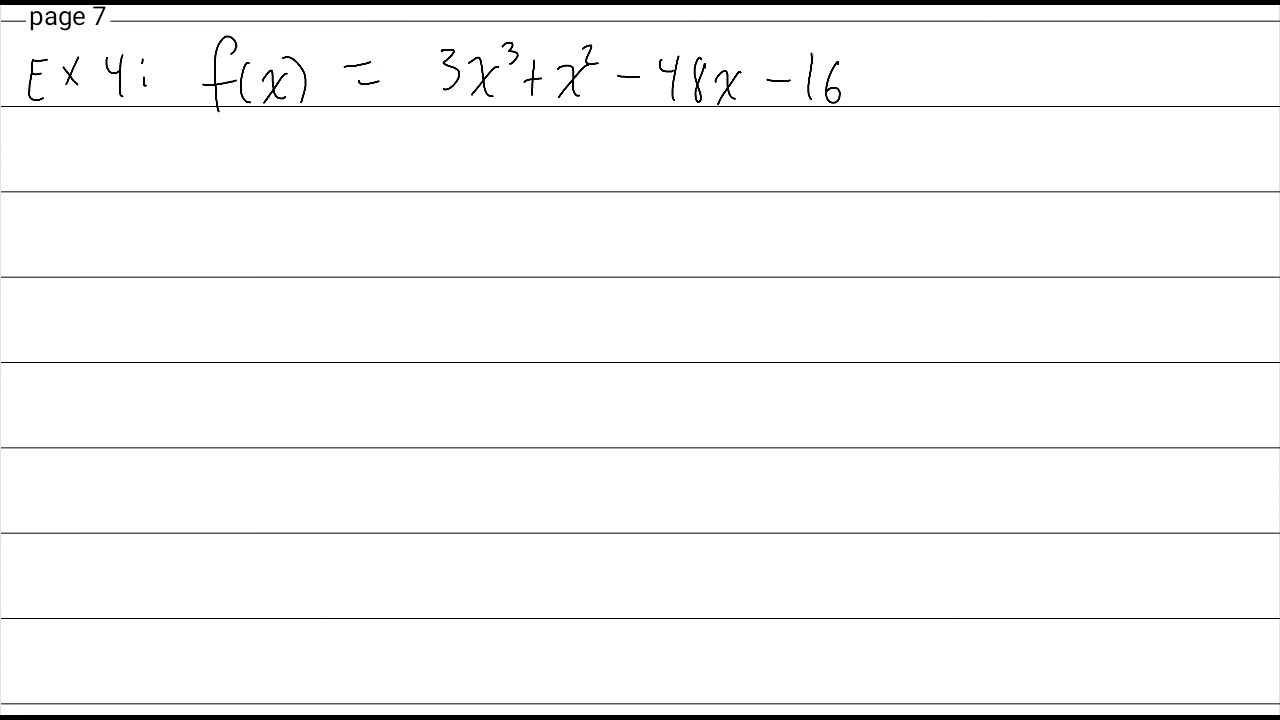 page 7
Ex 4: f(x) = 3x³ + x² - 48x - 16